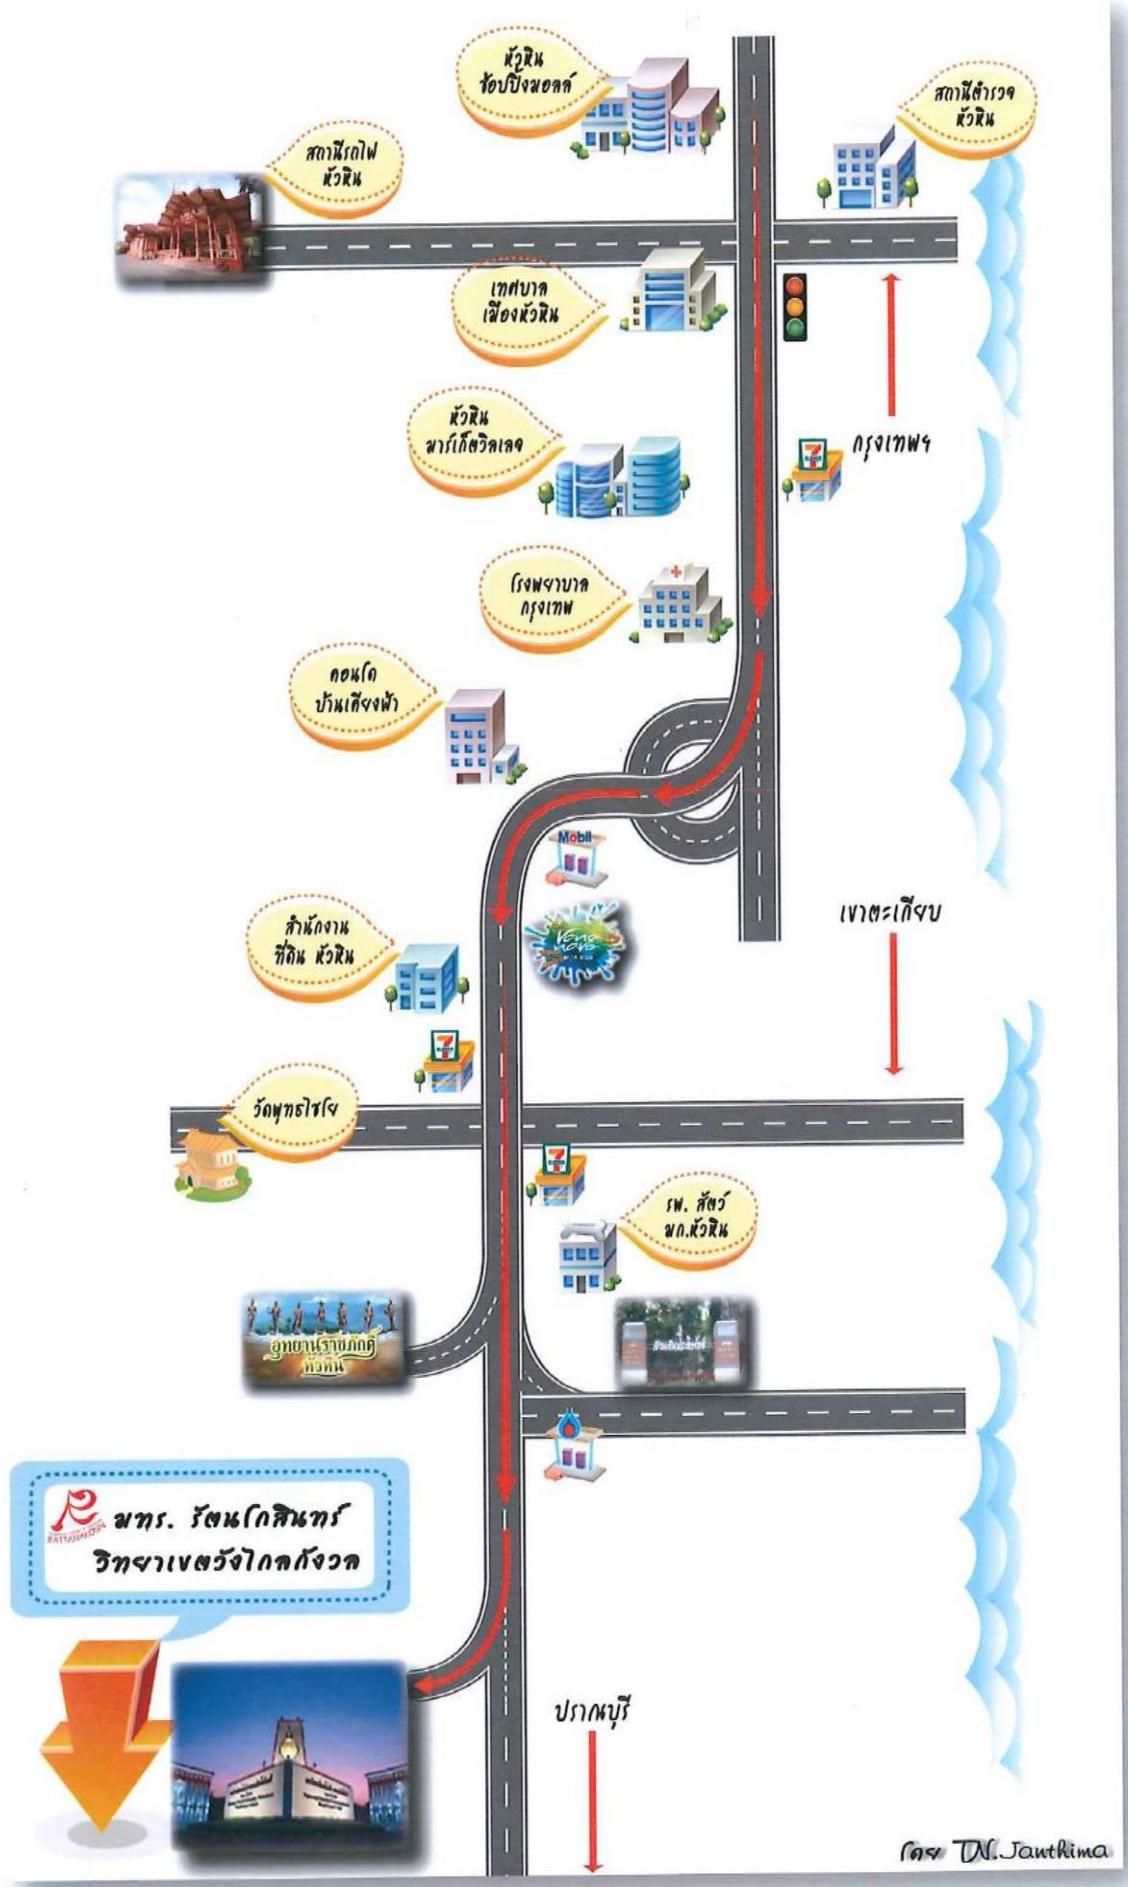 หัวหิน
ช้อปปิ้งมอลล์
สถานีตำรวจ
หัวหิน
สถานีรถไฟ
หัวหิน
เทศบาล
เมืองหัวหิน
หัวหิน
มาร์เก็ตวิลเลจ
7
กรุงเทพฯ
โรงพยาบาล
กรุงเทพ
คอนโด
บ้านเคียงฟ้า
Mobil
Vana
nava
เขาตะเกียบ
สำนักงาน
ที่ดิน หัวหิน
7
วัดพุทธไชโย
7
รพ. สัตว์
มก.หัวหิน
อุทยานราชภักดิ์
หัวหิน
มทร. รัตนโกสินทร์
วิทยาเขตวังไกลกังวล
ปราณบุรี
โดย TN.Janthima